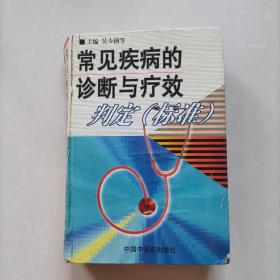 ■主编 吴少祯等
常见疾病的
诊断与疗效
判定（标准）
中国中医药出版社